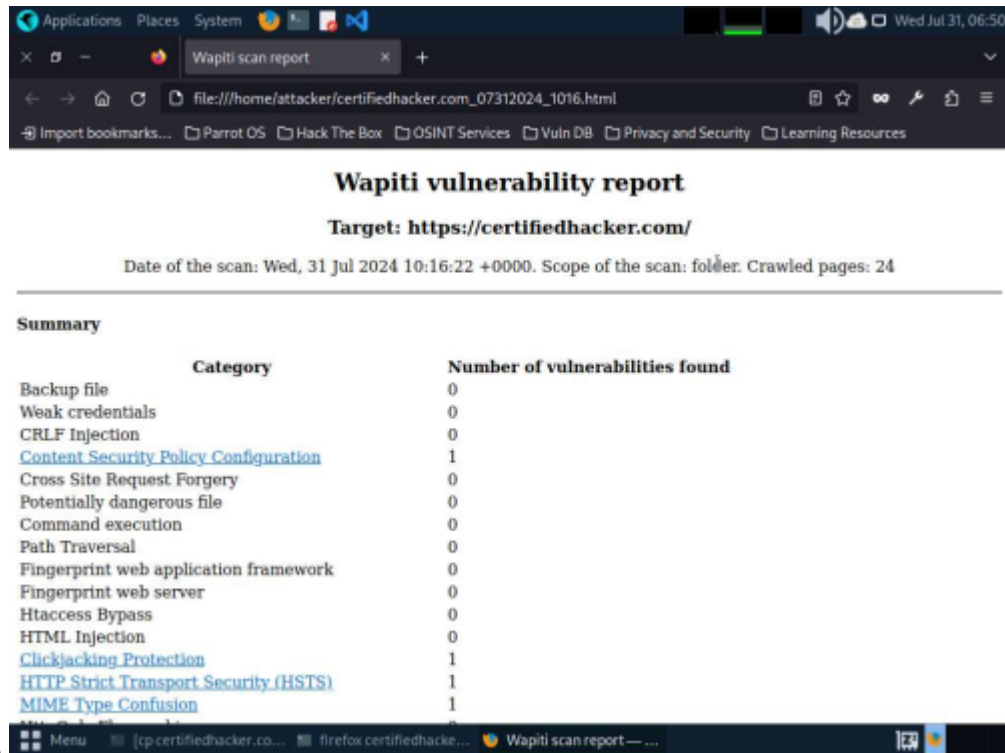 Applications Places System Wed Jul 31, 06:50
Wapiti scan report
file:///home/attacker/certifiedhacker.com_07312024_1016.html
Import bookmarks... Parrot OS Hack The Box OSINT Services Vuln DB Privacy and Security Learning Resources
Wapiti vulnerability report
Target: https://certifiedhacker.com/
Date of the scan: Wed, 31 Jul 2024 10:16:22 +0000. Scope of the scan: folder. Crawled pages: 24
Summary
Category Number of vulnerabilities found
Backup file 0
Weak credentials 0
CRLF Injection 0
Content Security Policy Configuration 1
Cross Site Request Forgery 0
Potentially dangerous file 0
Command execution 0
Path Traversal 0
Fingerprint web application framework 0
Fingerprint web server 0
Htaccess Bypass 0
HTML Injection 0
Clickjacking Protection 1
HTTP Strict Transport Security (HSTS) 1
MIME Type Confusion 1
Menu [cp certifiedhacker.co... firefox certifiedhacke... Wapiti scan report — ...